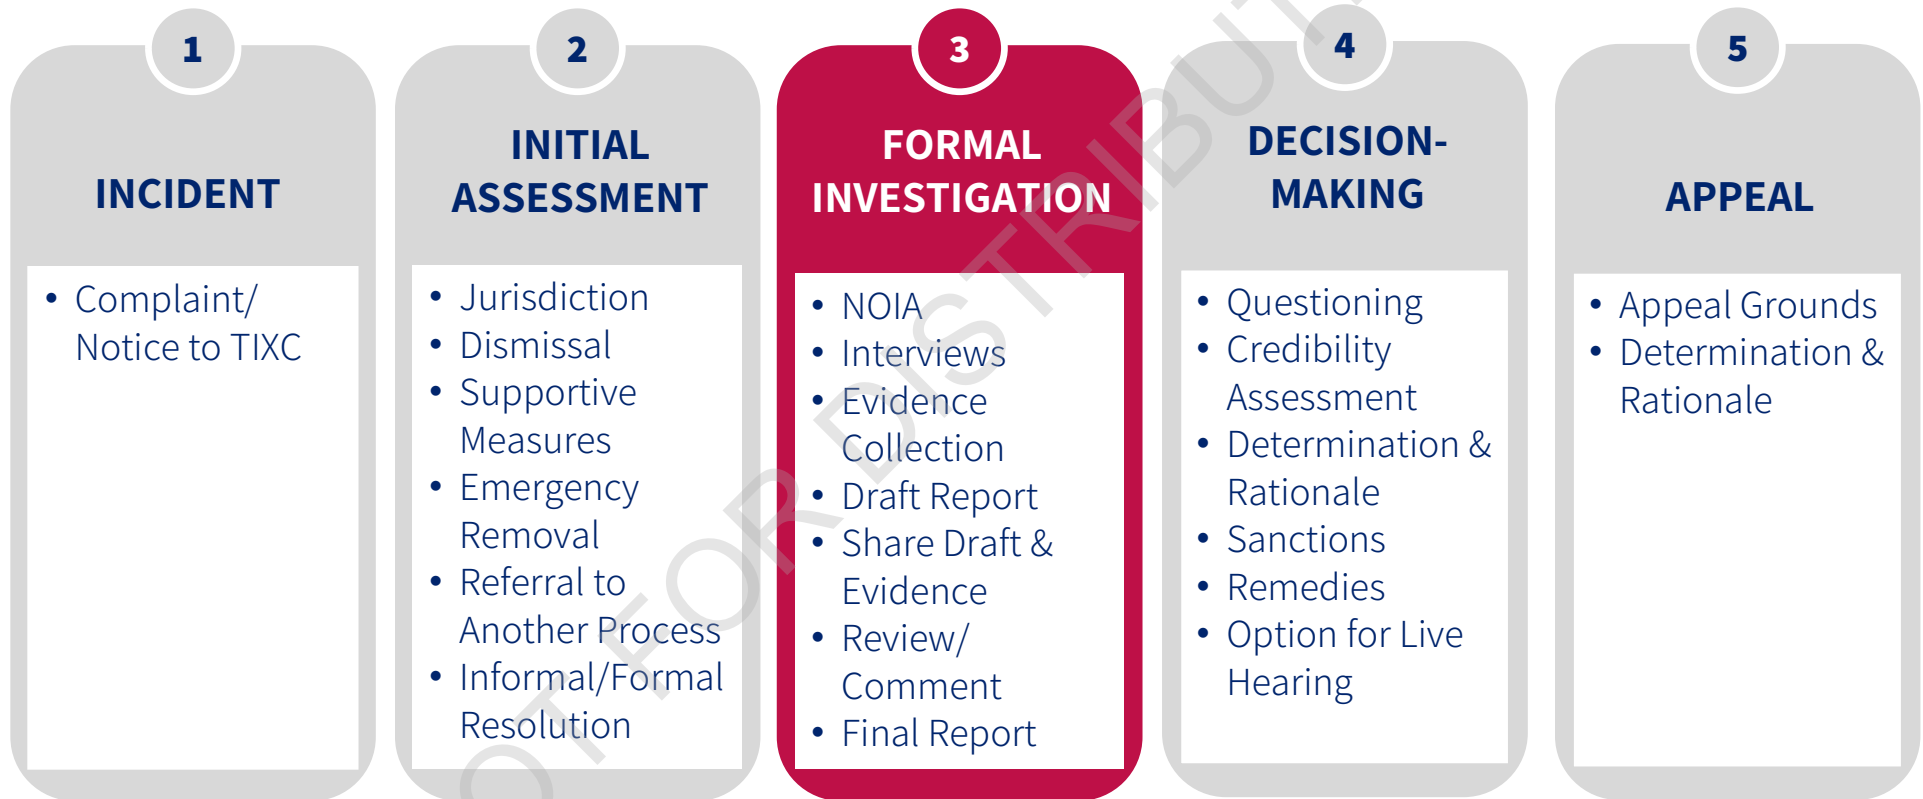 1
INCIDENT
• Complaint/
Notice to TIXC
2
INITIAL
ASSESSMENT
• Jurisdiction
• Dismissal
• Supportive
Measures
• Emergency
Removal
• Referral to
Another Process
• Informal/Formal
Resolution
3
FORMAL
INVESTIGATION
• NOIA
• Interviews
• Evidence
Collection
• Draft Report
• Share Draft &
Evidence
• Review/
Comment
• Final Report
4
DECISION-
MAKING
• Questioning
• Credibility
Assessment
• Determination &
Rationale
• Sanctions
• Remedies
• Option for Live
Hearing
5
APPEAL
• Appeal Grounds
• Determination &
Rationale
OT FOR DISTRIBUT